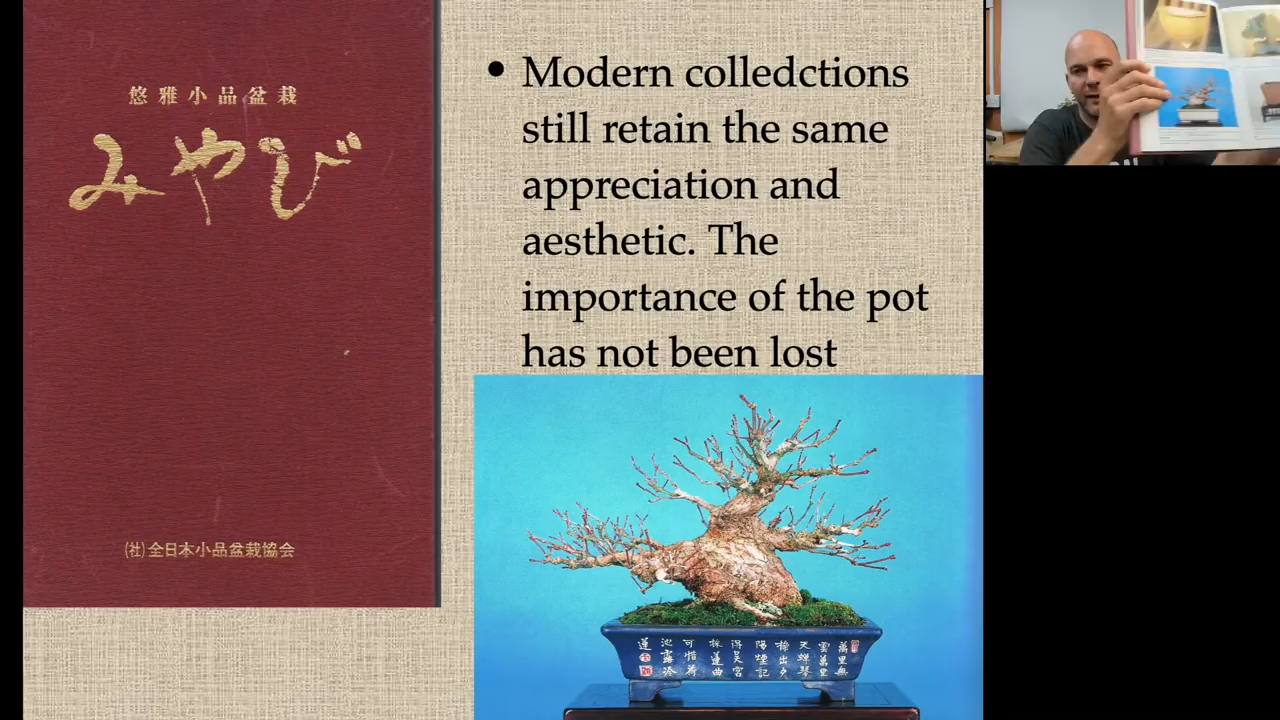 悠雅小品盆栽
みやび
(社)全日本小品盆栽協会
• Modern colledctions
still retain the same
appreciation and
aesthetic. The
importance of the pot
has not been lost